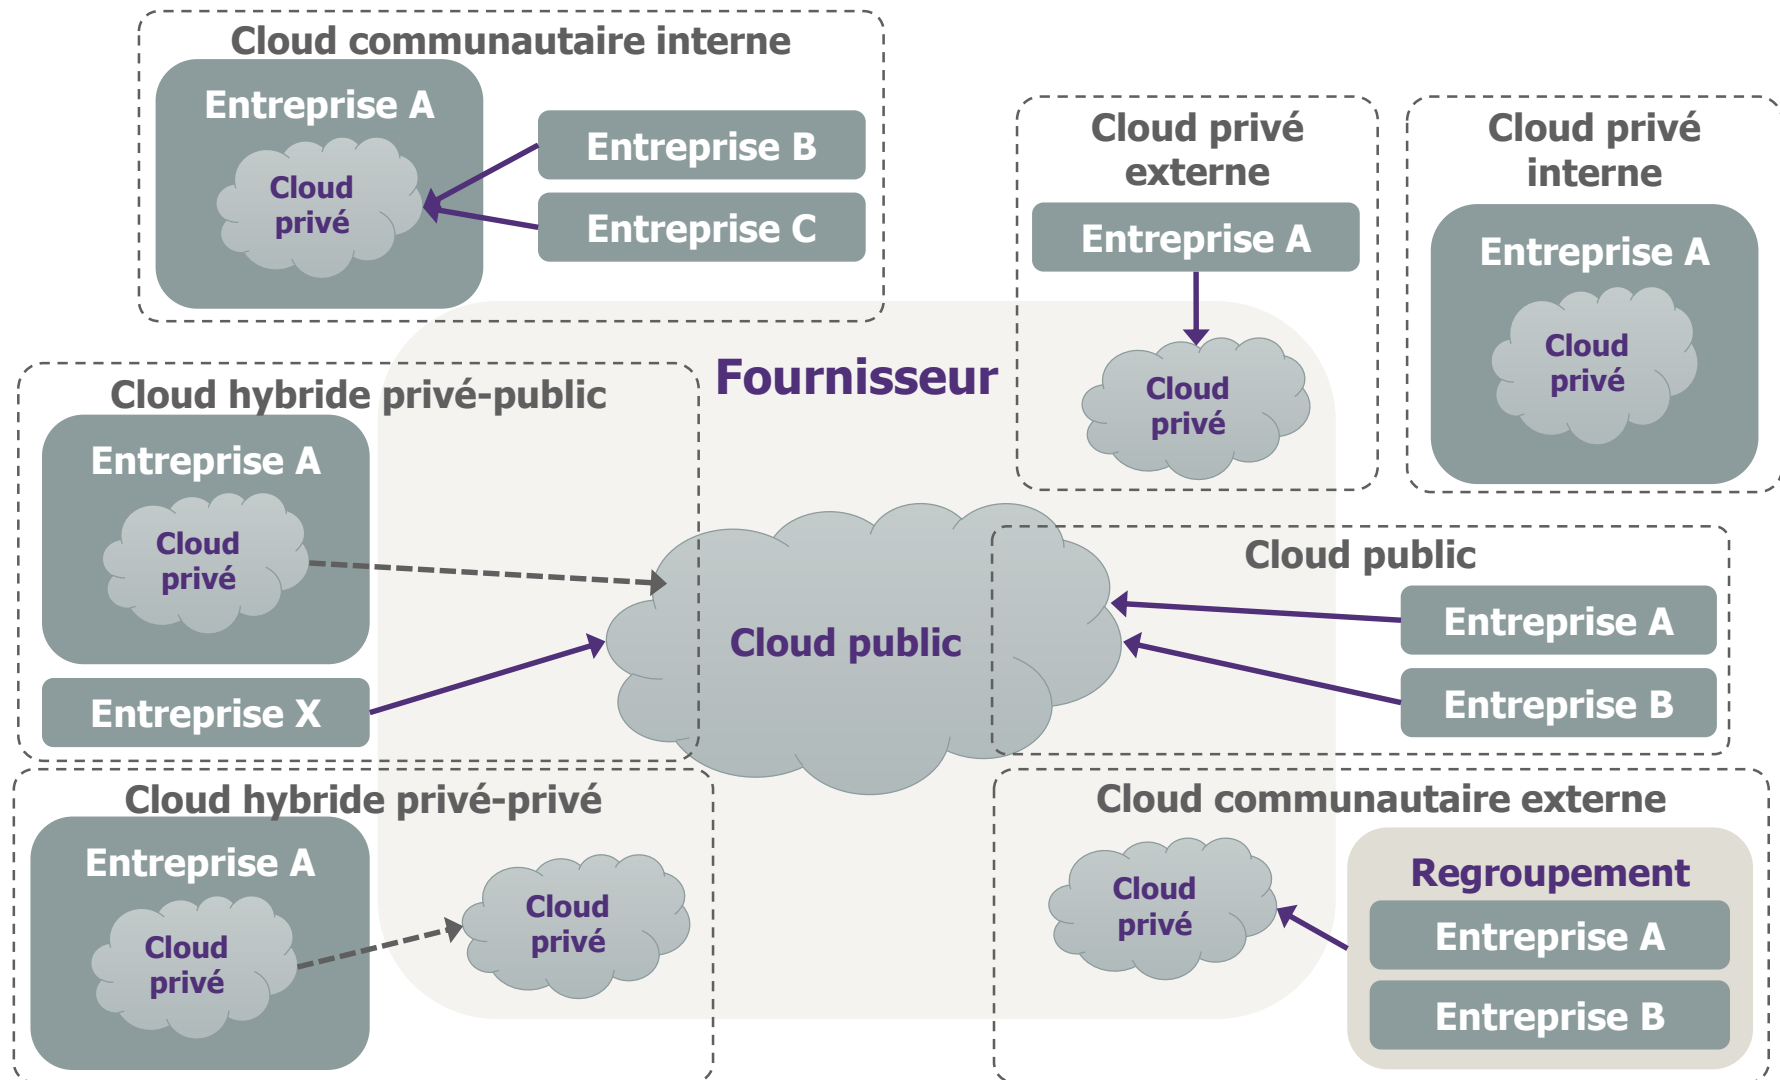 Cloud communautaire interne
Entreprise A
Cloud
privé
Entreprise B
Entreprise C
Cloud privé
externe
Entreprise A
Cloud
privé
Cloud privé
interne
Entreprise A
Cloud
privé
Fournisseur
Cloud hybride privé-public
Entreprise A
Cloud
privé
Entreprise X
Cloud public
Cloud public
Entreprise A
Entreprise B
Cloud hybride privé-privé
Entreprise A
Cloud
privé
Cloud
privé
Cloud communautaire externe
Cloud
privé
Regroupement
Entreprise A
Entreprise B